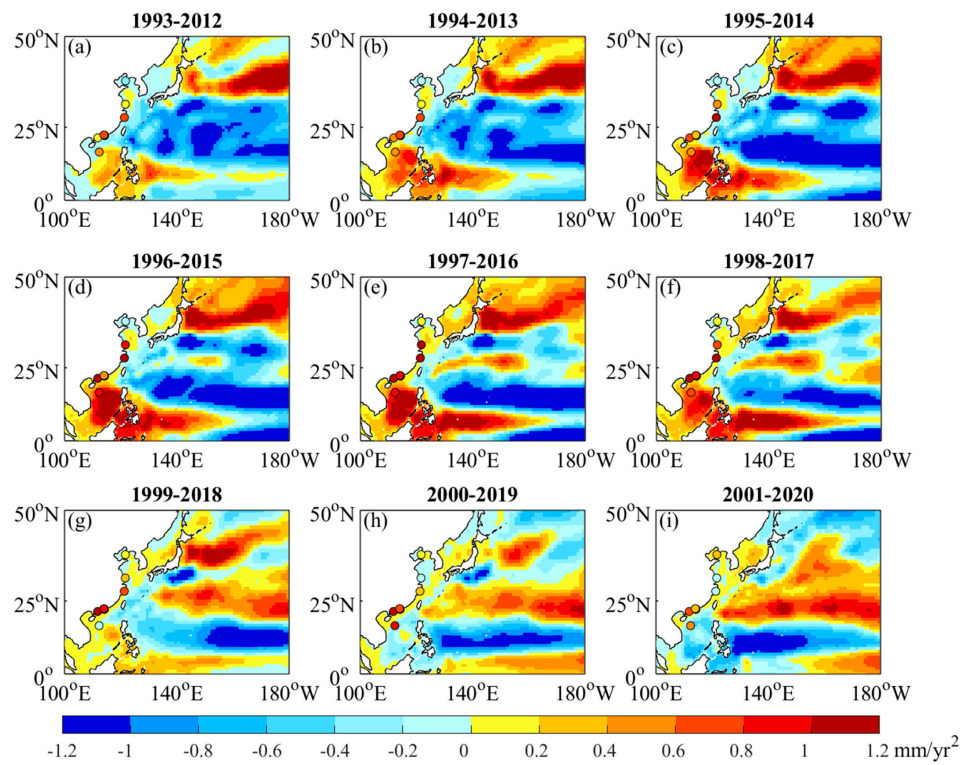 1993-2012 1994-2013 1995-2014
50°N (a) 50°N (b) 50°N (c)
25°N 25°N 25°N
0° 0° 0°
100°E 140°E 180°W 100°E 140°E 180°W 100°E 140°E 180°W
1996-2015 1997-2016 1998-2017
50°N (d) 50°N (e) 50°N (f)
25°N 25°N 25°N
0° 0° 0°
100°E 140°E 180°W 100°E 140°E 180°W 100°E 140°E 180°W
1999-2018 2000-2019 2001-2020
50°N (g) 50°N (h) 50°N (i)
25°N 25°N 25°N
0° 0° 0°
100°E 140°E 180°W 100°E 140°E 180°W 100°E 140°E 180°W
-1.2 -1 -0.8 -0.6 -0.4 -0.2 0 0.2 0.4 0.6 0.8 1 1.2 mm/yr²